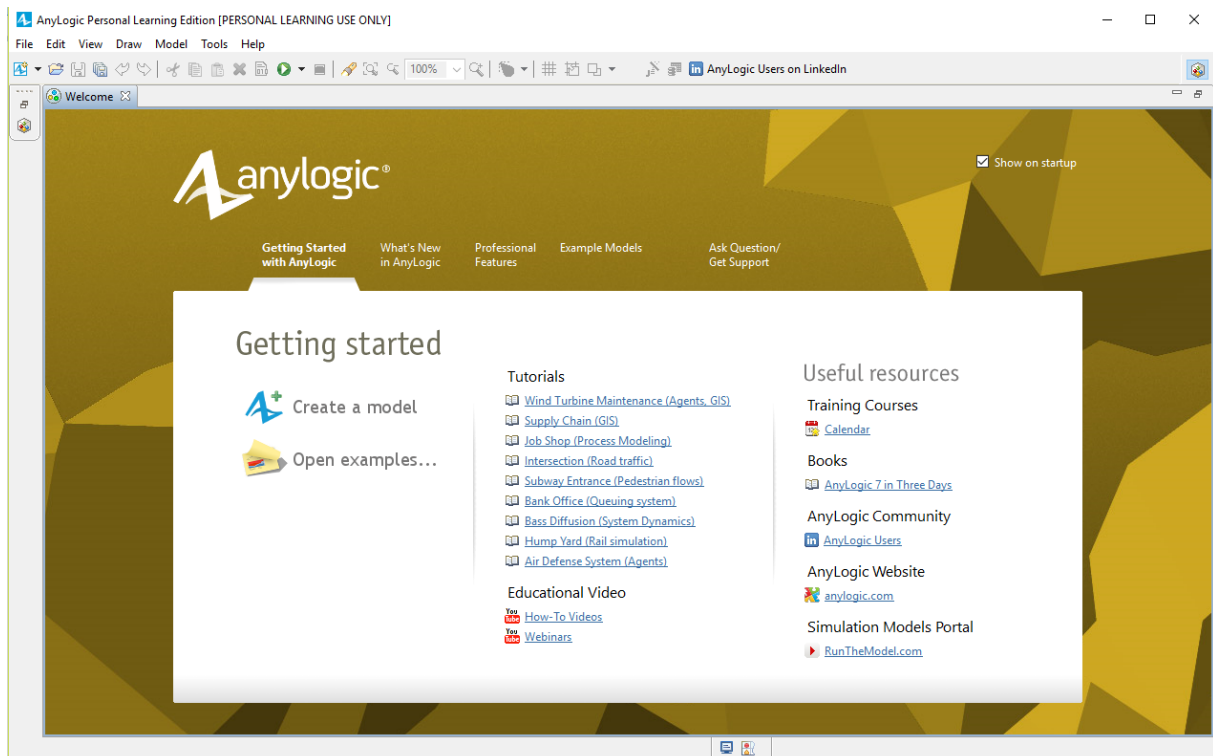 AnyLogic Personal Learning Edition [PERSONAL LEARNING USE ONLY]
File Edit View Draw Model Tools Help
100% AnyLogic Users on LinkedIn
Welcome
anylogic®
Show on startup
Getting Started with AnyLogic
What's New in AnyLogic
Professional Features
Example Models
Ask Question/ Get Support
Getting started
Create a model
Open examples...
Tutorials
Wind Turbine Maintenance (Agents, GIS)
Supply Chain (GIS)
Job Shop (Process Modeling)
Intersection (Road traffic)
Subway Entrance (Pedestrian flows)
Bank Office (Queuing system)
Bass Diffusion (System Dynamics)
Hump Yard (Rail simulation)
Air Defense System (Agents)
Educational Video
You Tube How-To Videos
You Tube Webinars
Useful resources
Training Courses
Calendar
Books
AnyLogic 7 in Three Days
AnyLogic Community
in AnyLogic Users
AnyLogic Website
anylogic.com
Simulation Models Portal
RunTheModel.com